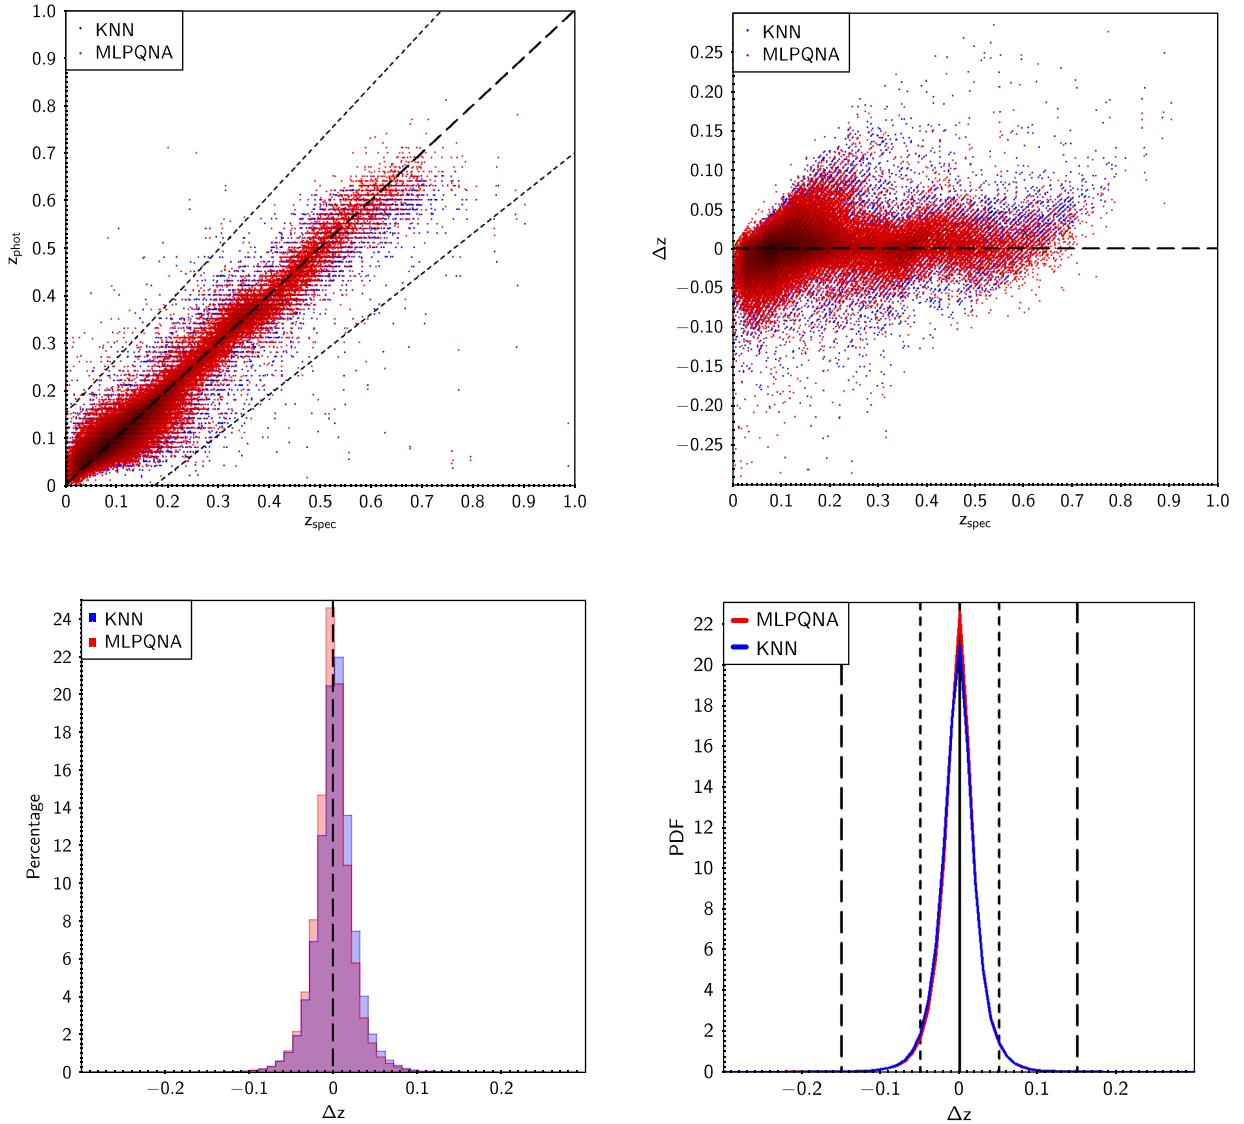 KNN
MLPQNA
1.0
0.9
0.8
0.7
0.6
0.5
0.4
0.3
0.2
0.1
0
z_phot
0 0.1 0.2 0.3 0.4 0.5 0.6 0.7 0.8 0.9 1.0
z_spec
KNN
MLPQNA
0.25
0.20
0.15
0.10
0.05
0
−0.05
−0.10
−0.15
−0.20
−0.25
Δz
0 0.1 0.2 0.3 0.4 0.5 0.6 0.7 0.8 0.9 1.0
z_spec
KNN
MLPQNA
24
22
20
18
16
14
12
10
8
6
4
2
0
Percentage
−0.2 −0.1 0 0.1 0.2
Δz
MLPQNA
KNN
22
20
18
16
14
12
10
8
6
4
2
0
PDF
−0.2 −0.1 0 0.1 0.2
Δz